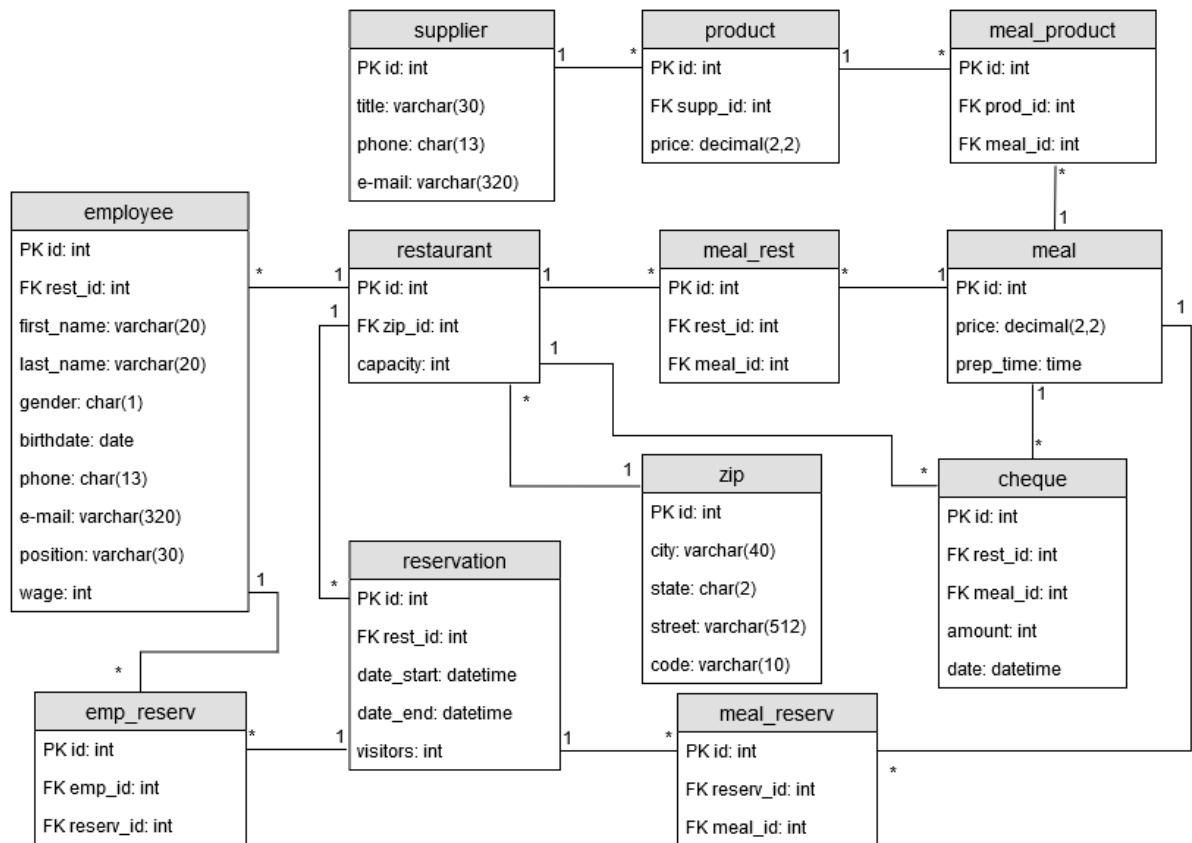 supplier
PK id: int
title: varchar(30)
phone: char(13)
e-mail: varchar(320)
1
*
product
PK id: int
FK supp_id: int
price: decimal(2,2)
1
*
meal_product
PK id: int
FK prod_id: int
FK meal_id: int
*
1
employee
PK id: int
FK rest_id: int
first_name: varchar(20)
last_name: varchar(20)
gender: char(1)
birthdate: date
phone: char(13)
e-mail: varchar(320)
position: varchar(30)
wage: int
*
1
1
*
restaurant
PK id: int
FK zip_id: int
capacity: int
1
*
1
1
*
1
*
meal_rest
PK id: int
FK rest_id: int
FK meal_id: int
*
1
meal
PK id: int
price: decimal(2,2)
prep_time: time
1
1
*
zip
PK id: int
city: varchar(40)
state: char(2)
street: varchar(512)
code: varchar(10)
*
cheque
PK id: int
FK rest_id: int
FK meal_id: int
amount: int
date: datetime
reservation
PK id: int
FK rest_id: int
date_start: datetime
date_end: datetime
visitors: int
emp_reserv
PK id: int
FK emp_id: int
FK reserv_id: int
*
1
1
*
meal_reserv
PK id: int
FK reserv_id: int
FK meal_id: int
*